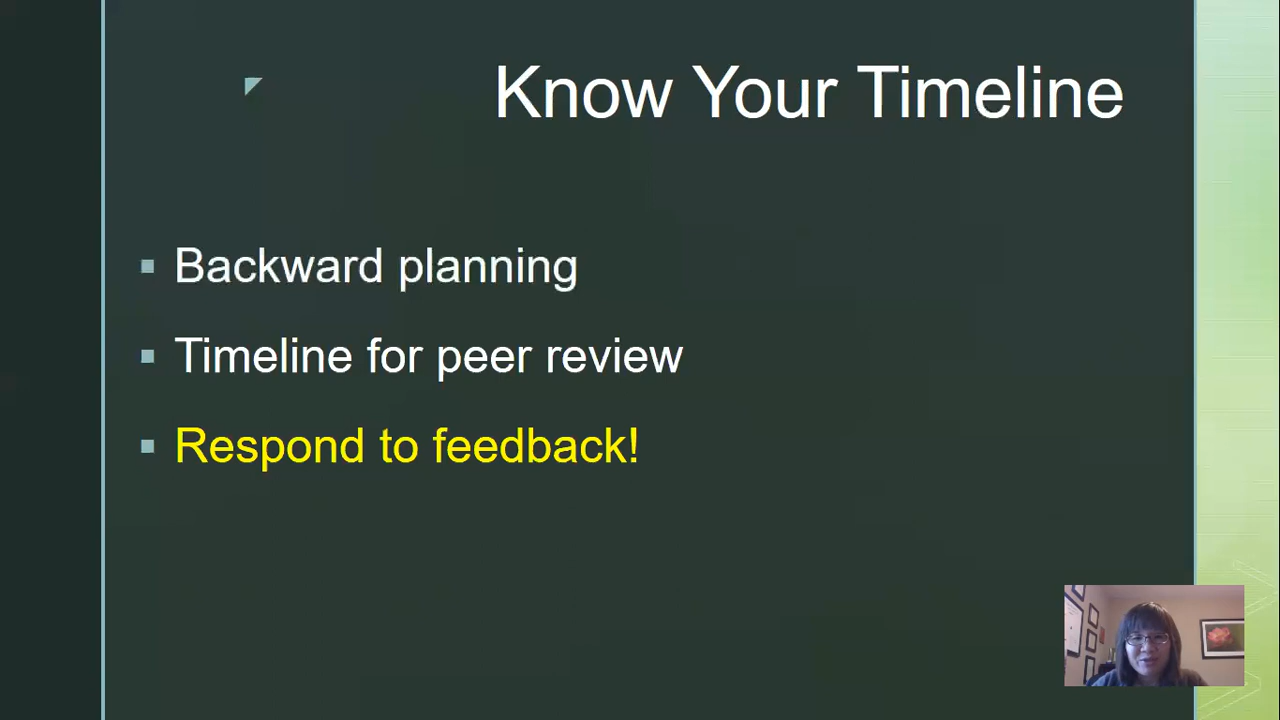 Know Your Timeline
Backward planning
Timeline for peer review
Respond to feedback!